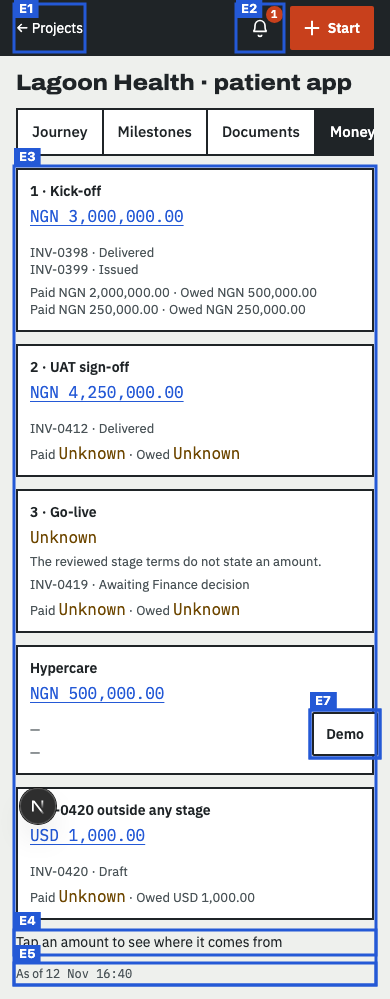 E1
E2
← Projects
1
+ Start
Lagoon Health · patient app
Journey
Milestones
Documents
Money
E3
1 · Kick-off
NGN 3,000,000.00
INV-0398 · Delivered
INV-0399 · Issued
Paid NGN 2,000,000.00 · Owed NGN 500,000.00
Paid NGN 250,000.00 · Owed NGN 250,000.00
2 · UAT sign-off
NGN 4,250,000.00
INV-0412 · Delivered
Paid Unknown · Owed Unknown
3 · Go-live
Unknown
The reviewed stage terms do not state an amount.
INV-0419 · Awaiting Finance decision
Paid Unknown · Owed Unknown
Hypercare
NGN 500,000.00
—
—
E7
Demo
N
-0420 outside any stage
USD 1,000.00
INV-0420 · Draft
Paid Unknown · Owed USD 1,000.00
E4
Tap an amount to see where it comes from
E5
As of 12 Nov 16:40